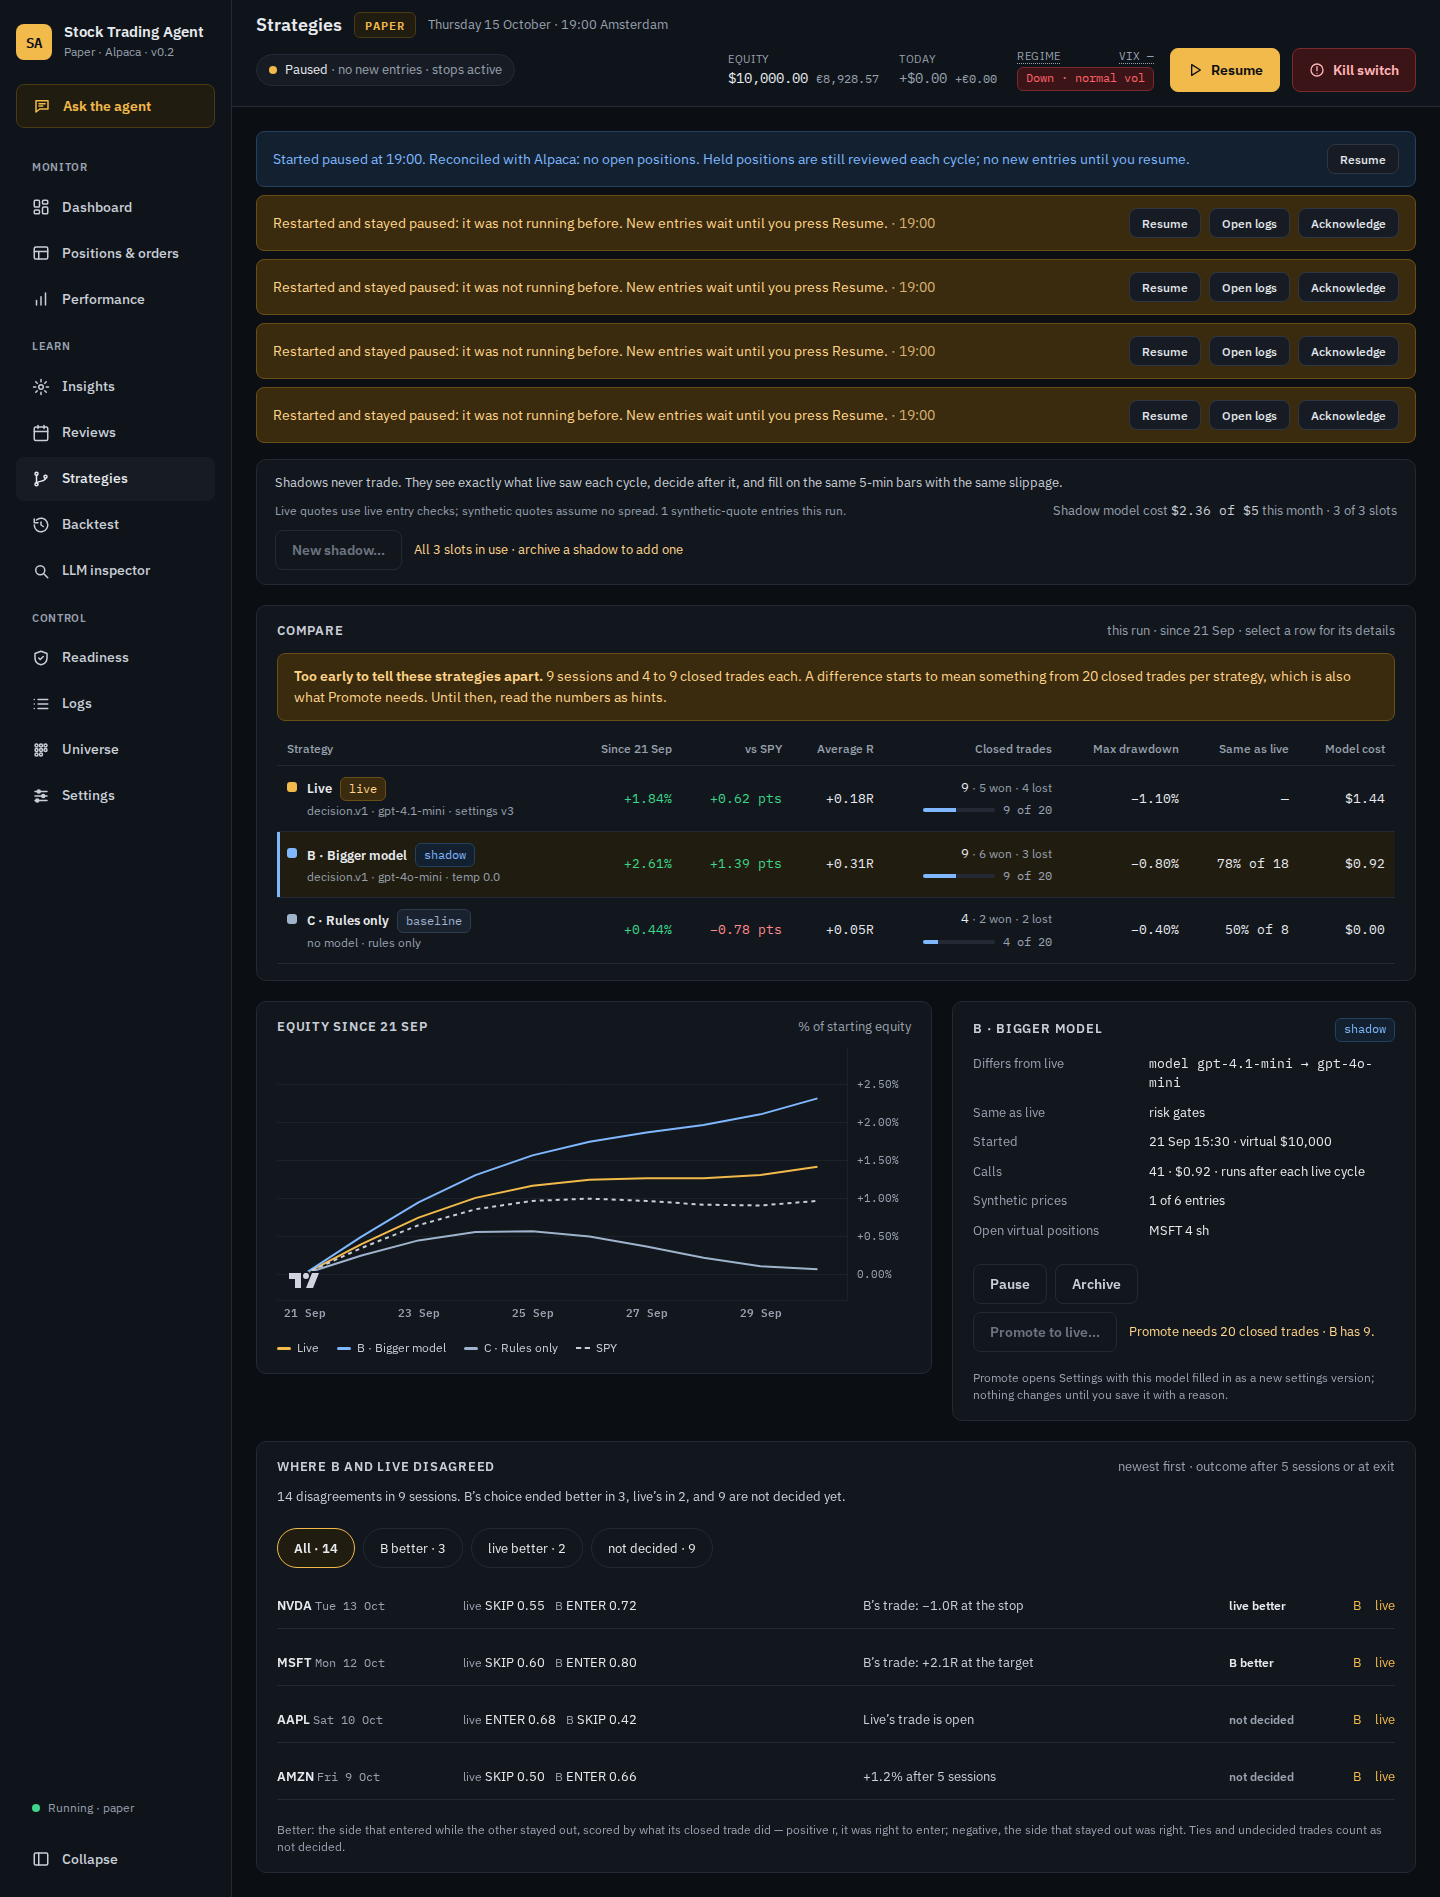 SA
Stock Trading Agent
Paper · Alpaca · v0.2
Ask the agent
MONITOR
Dashboard
Positions & orders
Performance
LEARN
Insights
Reviews
Strategies
Backtest
LLM inspector
CONTROL
Readiness
Logs
Universe
Settings
Running · paper
Collapse
Strategies PAPER Thursday 15 October · 19:00 Amsterdam
Paused · no new entries · stops active
EQUITY
$10,000.00 €8,928.57
TODAY
+$0.00 +€0.00
REGIME VIX —
Down · normal vol
Resume
Kill switch
Started paused at 19:00. Reconciled with Alpaca: no open positions. Held positions are still reviewed each cycle; no new entries until you resume. Resume
Restarted and stayed paused: it was not running before. New entries wait until you press Resume. · 19:00 Resume Open logs Acknowledge
Restarted and stayed paused: it was not running before. New entries wait until you press Resume. · 19:00 Resume Open logs Acknowledge
Restarted and stayed paused: it was not running before. New entries wait until you press Resume. · 19:00 Resume Open logs Acknowledge
Restarted and stayed paused: it was not running before. New entries wait until you press Resume. · 19:00 Resume Open logs Acknowledge
Shadows never trade. They see exactly what live saw each cycle, decide after it, and fill on the same 5-min bars with the same slippage.
Live quotes use live entry checks; synthetic quotes assume no spread. 1 synthetic-quote entries this run. Shadow model cost $2.36 of $5 this month · 3 of 3 slots
New shadow... All 3 slots in use · archive a shadow to add one
COMPARE this run · since 21 Sep · select a row for its details
Too early to tell these strategies apart. 9 sessions and 4 to 9 closed trades each. A difference starts to mean something from 20 closed trades per strategy, which is also
what Promote needs. Until then, read the numbers as hints.
Strategy Since 21 Sep vs SPY Average R Closed trades Max drawdown Same as live Model cost
Live live +1.84% +0.62 pts +0.18R 9 · 5 won · 4 lost −1.10% — $1.44
decision.v1 · gpt-4.1-mini · settings v3 9 of 20
B · Bigger model shadow +2.61% +1.39 pts +0.31R 9 · 6 won · 3 lost −0.80% 78% of 18 $0.92
decision.v1 · gpt-4o-mini · temp 0.0 9 of 20
C · Rules only baseline +0.44% −0.78 pts +0.05R 4 · 2 won · 2 lost −0.40% 50% of 8 $0.00
no model · rules only 4 of 20
EQUITY SINCE 21 SEP % of starting equity
+2.50%
+2.00%
+1.50%
+1.00%
+0.50%
0.00%
21 Sep 23 Sep 25 Sep 27 Sep 29 Sep
Live B · Bigger model C · Rules only SPY
B · BIGGER MODEL shadow
Differs from live model gpt-4.1-mini → gpt-4o-
mini
Same as live risk gates
Started 21 Sep 15:30 · virtual $10,000
Calls 41 · $0.92 · runs after each live cycle
Synthetic prices 1 of 6 entries
Open virtual positions MSFT 4 sh
Pause Archive
Promote to live... Promote needs 20 closed trades · B has 9.
Promote opens Settings with this model filled in as a new settings version;
nothing changes until you save it with a reason.
WHERE B AND LIVE DISAGREED newest first · outcome after 5 sessions or at exit
14 disagreements in 9 sessions. B's choice ended better in 3, live's in 2, and 9 are not decided yet.
All · 14 B better · 3 live better · 2 not decided · 9
NVDA Tue 13 Oct live SKIP 0.55 B ENTER 0.72 B's trade: −1.0R at the stop live better B live
MSFT Mon 12 Oct live SKIP 0.60 B ENTER 0.80 B's trade: +2.1R at the target B better B live
AAPL Sat 10 Oct live ENTER 0.68 B SKIP 0.42 Live's trade is open not decided B live
AMZN Fri 9 Oct live SKIP 0.50 B ENTER 0.66 +1.2% after 5 sessions not decided B live
Better: the side that entered while the other stayed out, scored by what its closed trade did — positive r, it was right to enter; negative, the side that stayed out was right. Ties and undecided trades count as
not decided.